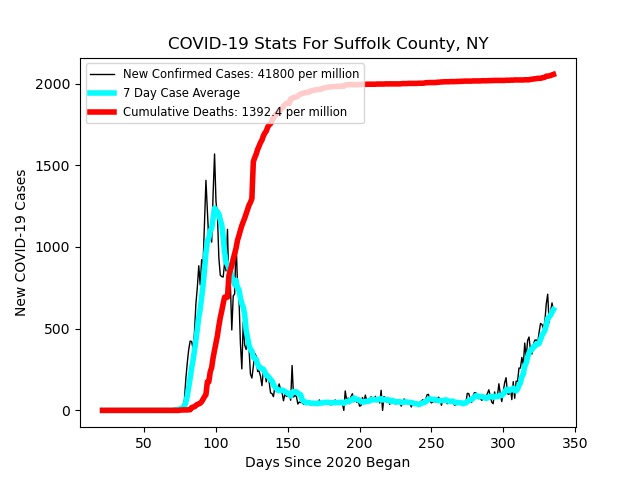 COVID-19 Stats For Suffolk County, NY
New Confirmed Cases: 41800 per million
7 Day Case Average
Cumulative Deaths: 1392.4 per million
New COVID-19 Cases
2000
1500
1000
500
0
50 100 150 200 250 300 350
Days Since 2020 Began